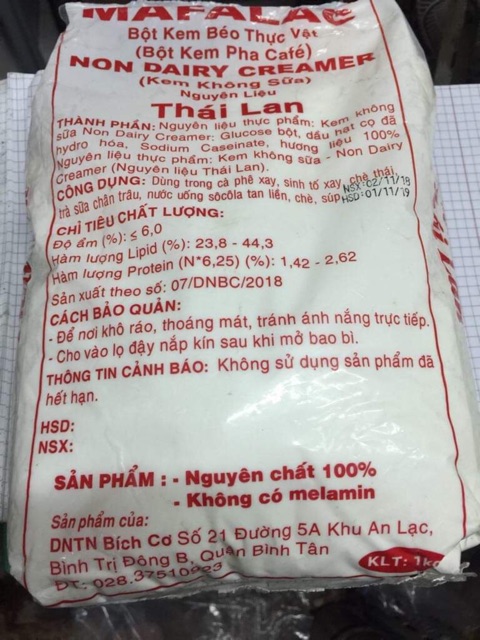 MAFALAC
Bột Kem Béo Thực Vật
(Bột Kem Pha Café)
NON DAIRY CREAMER
(Kem Không Sữa)
Nguyên Liệu
Thái Lan
THÀNH PHẦN: Nguyên liệu thực phẩm: Kem không
sữa Non Dairy Creamer; Glucose bột, dầu hạt cọ đã
hydro hóa, Sodium Caseinate, hương liệu 100%
Nguyên liệu thực phẩm: Kem không sữa - Non Dairy
Creamer (Nguyên liệu Thái Lan).
CÔNG DỤNG: Dùng trong cà phê xay, sinh tố xay, chè thái,
trà sữa chân trâu, nước uống sôcôla tan liền, chè, súp
NSX:02/11/18
HSD:01/11/19
CHỈ TIÊU CHẤT LƯỢNG:
Độ ẩm (%): ≤ 6,0
Hàm lượng Lipid (%): 23,8 - 44,3
Hàm lượng Protein (N*6,25) (%): 1,42 - 2,62
Sản xuất theo số: 07/DNBC/2018
CÁCH BẢO QUẢN:
- Để nơi khô ráo, thoáng mát, tránh ánh nắng trực tiếp.
- Cho vào lọ đậy nắp kín sau khi mở bao bì.
THÔNG TIN CẢNH BÁO: Không sử dụng sản phẩm đã
hết hạn.
HSD:
NSX:
SẢN PHẨM : - Nguyên chất 100%
- Không có melamin
Sản phẩm của:
DNTN Bích Cơ Số 21 Đường 5A Khu An Lạc,
Bình Trị Đông B, Quận Bình Tân
ĐT: 028.37510923
KLT: 1kg